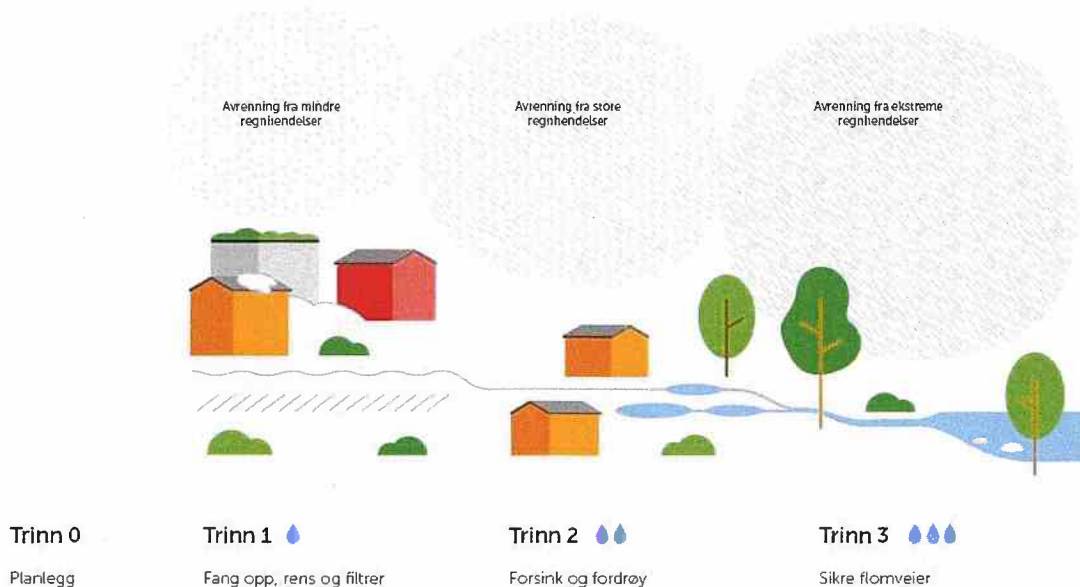 Avrenning fra mindre
regnhendelser
Avrenning fra store
regnhendelser
Avrenning fra ekstreme
regnhendelser
Trinn 0
Planlegg
Trinn 1
Fang opp, rens og filtrer
Trinn 2
Forsink og fordrøy
Trinn 3
Sikre flomveier